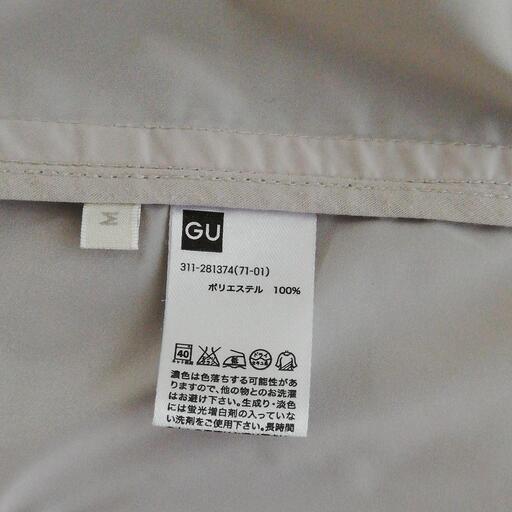 M
GU
311-281374(71-01)
ポリエステル 100%
40
濃色は色落ちする可能性があ
りますので、他の物とのお洗濯
はお避け下さい。生成り・淡色
には蛍光増白剤の入っていな
い洗剤をご使用下さい。長時間